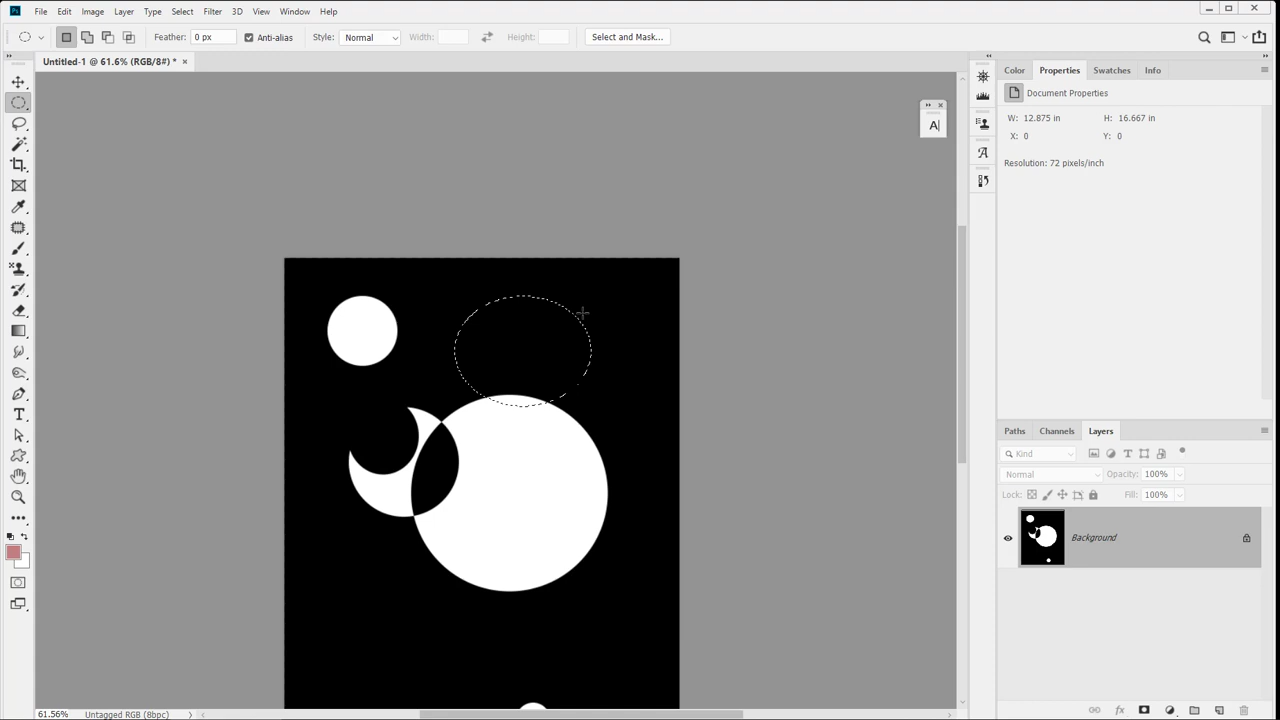 Ps File Edit Image Layer Type Select Filter 3D View Window Help
Feather: 0 px Anti-alias Style: Normal Width: Height: Select and Mask...
Untitled-1 @ 61.6% (RGB/8#) * ×
Color Properties Swatches Info
Document Properties
W: 12.875 in H: 16.667 in
X: 0 Y: 0
Resolution: 72 pixels/inch
Paths Channels Layers
Kind
Normal Opacity: 100%
Lock: Fill: 100%
Background
61.56% Untagged RGB (8bpc)